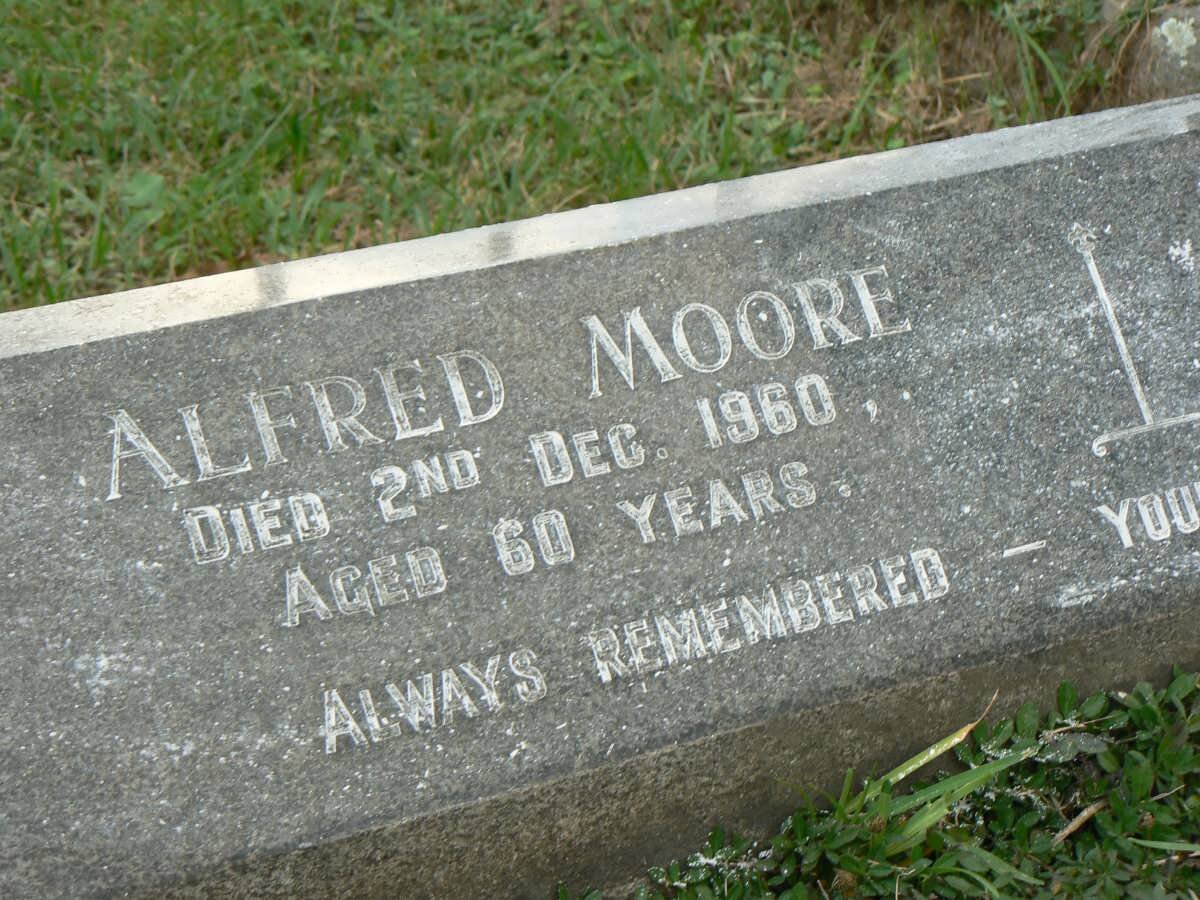 ALFRED MOORE
DIED 2ND DEC. 1960,
AGED 60 YEARS.
ALWAYS REMEMBERED —